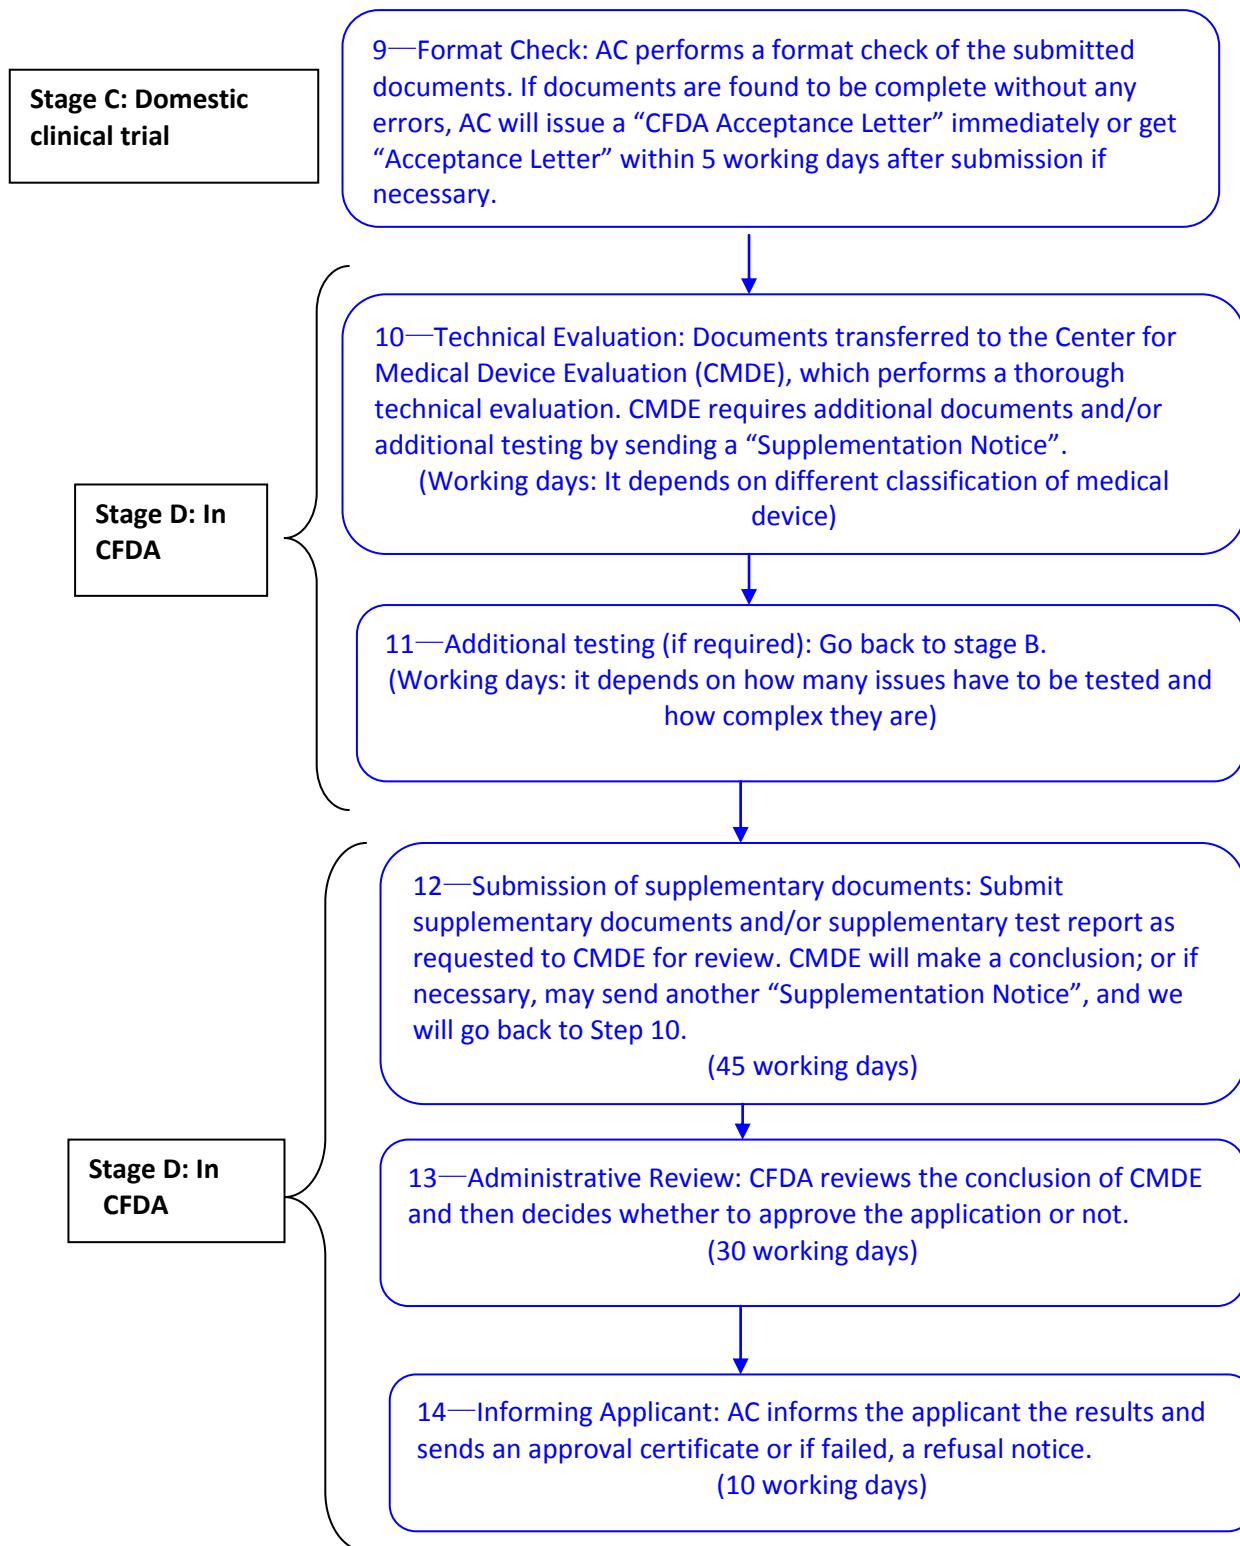 Stage C: Domestic
clinical trial
9—Format Check: AC performs a format check of the submitted
documents. If documents are found to be complete without any
errors, AC will issue a “CFDA Acceptance Letter” immediately or get
“Acceptance Letter” within 5 working days after submission if
necessary.
Stage D: In
CFDA
10—Technical Evaluation: Documents transferred to the Center for
Medical Device Evaluation (CMDE), which performs a thorough
technical evaluation. CMDE requires additional documents and/or
additional testing by sending a “Supplementation Notice”.
(Working days: It depends on different classification of medical
device)
11—Additional testing (if required): Go back to stage B.
(Working days: it depends on how many issues have to be tested and
how complex they are)
Stage D: In
CFDA
12—Submission of supplementary documents: Submit
supplementary documents and/or supplementary test report as
requested to CMDE for review. CMDE will make a conclusion; or if
necessary, may send another “Supplementation Notice”, and we
will go back to Step 10.
(45 working days)
13—Administrative Review: CFDA reviews the conclusion of CMDE
and then decides whether to approve the application or not.
(30 working days)
14—Informing Applicant: AC informs the applicant the results and
sends an approval certificate or if failed, a refusal notice.
(10 working days)